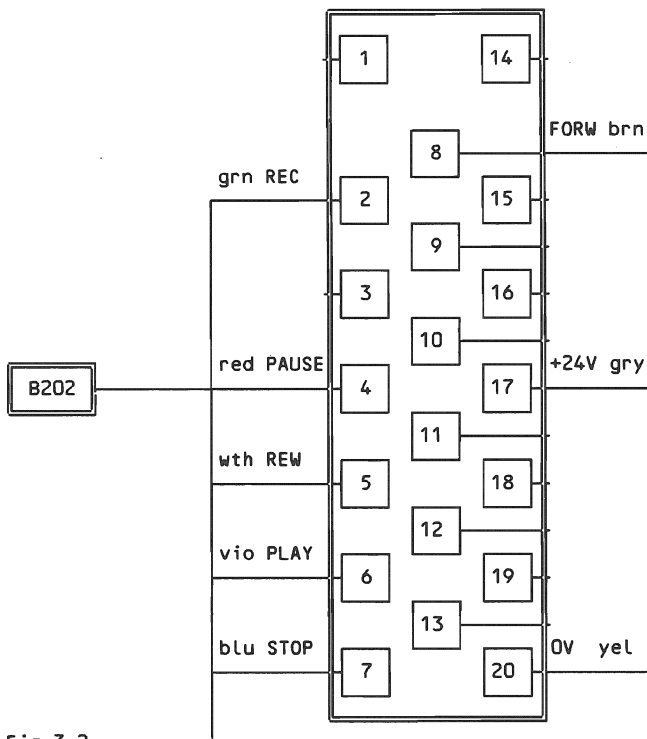 1 14
FORW brn
8
grn REC
2 15
9
3 16
10
red PAUSE +24V gry
B202 4 17
11
wth REW
5 18
12
vio PLAY
6 19
13
blu STOP 0V yel
7 20